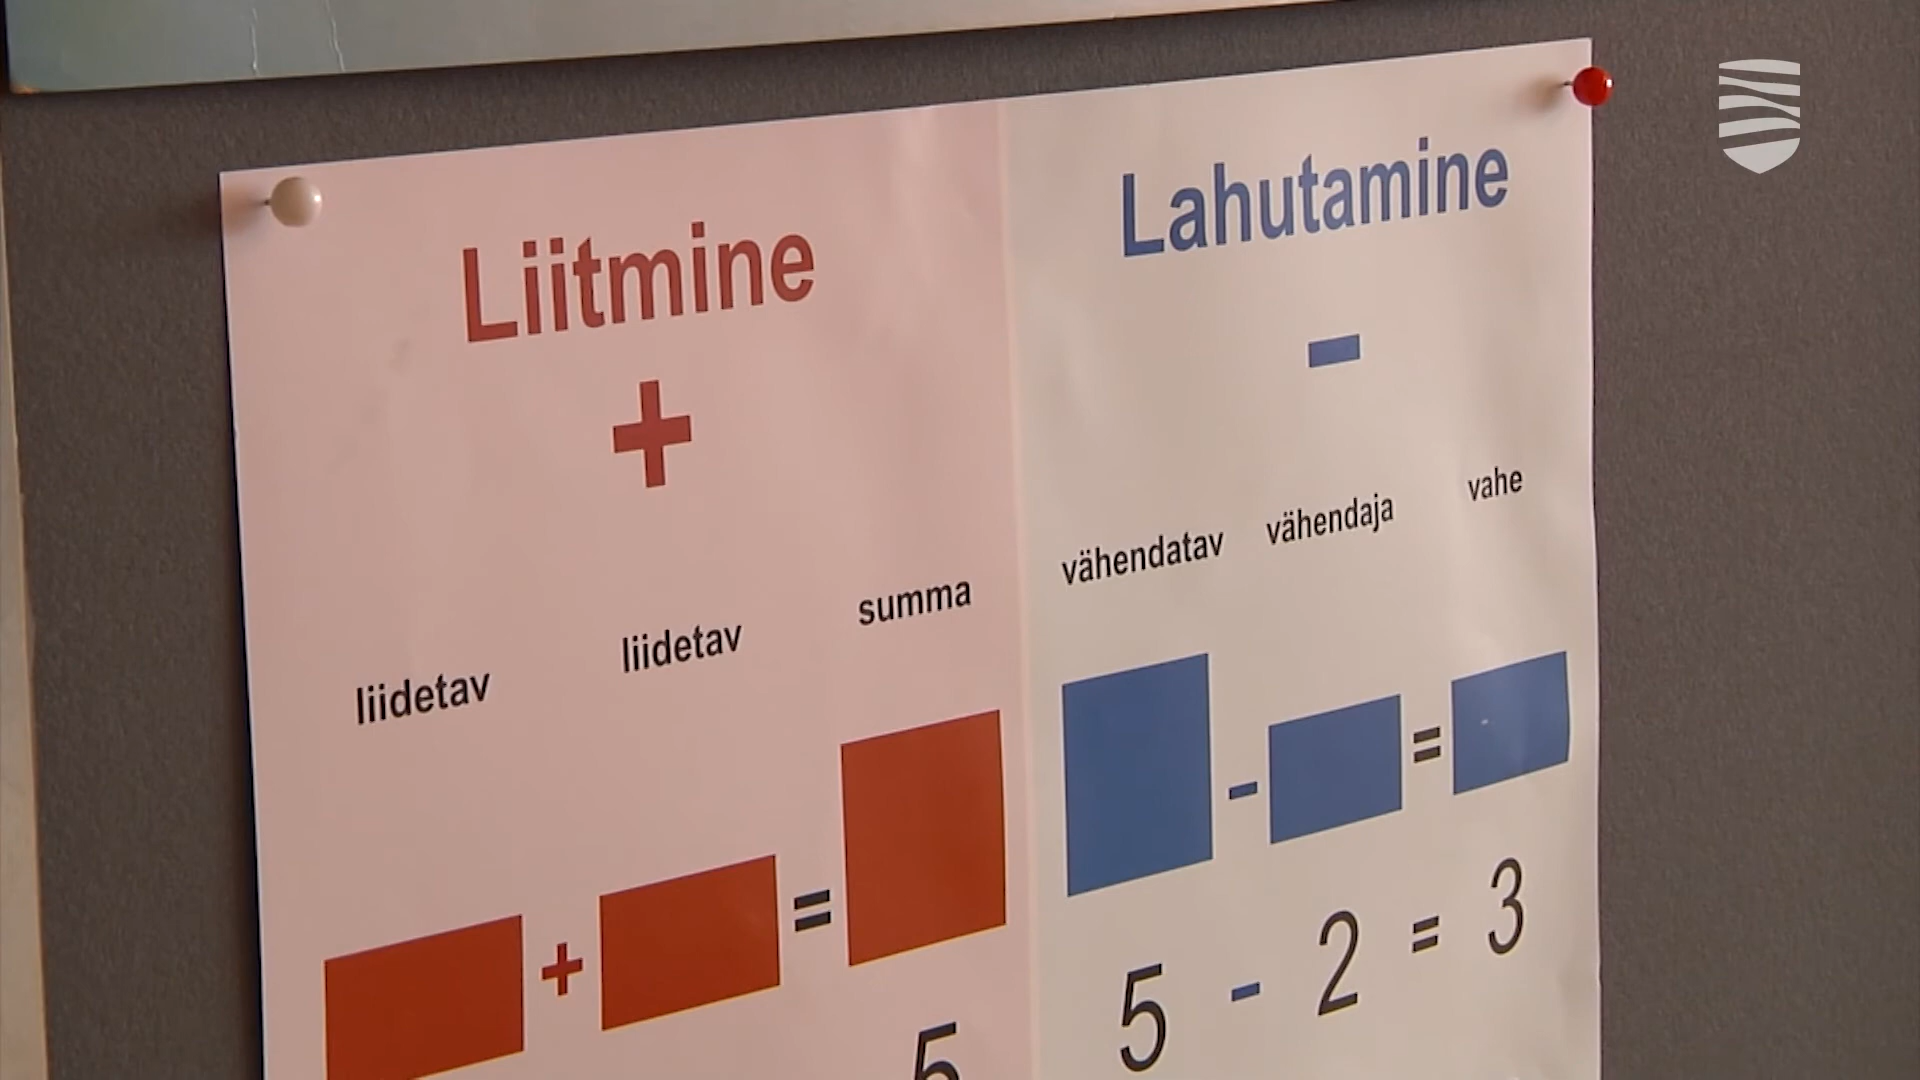 Liitmine
+
liidetav liidetav summa
+ =
5
Lahutamine
-
vähendatav vähendaja vahe
- =
5 - 2 = 3